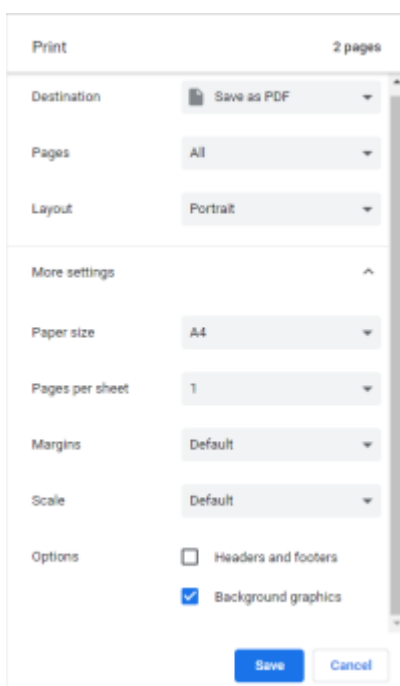 Print 2 pages
Destination Save as PDF
Pages All
Layout Portrait
More settings
Paper size A4
Pages per sheet 1
Margins Default
Scale Default
Options Headers and footers
Background graphics
Save Cancel